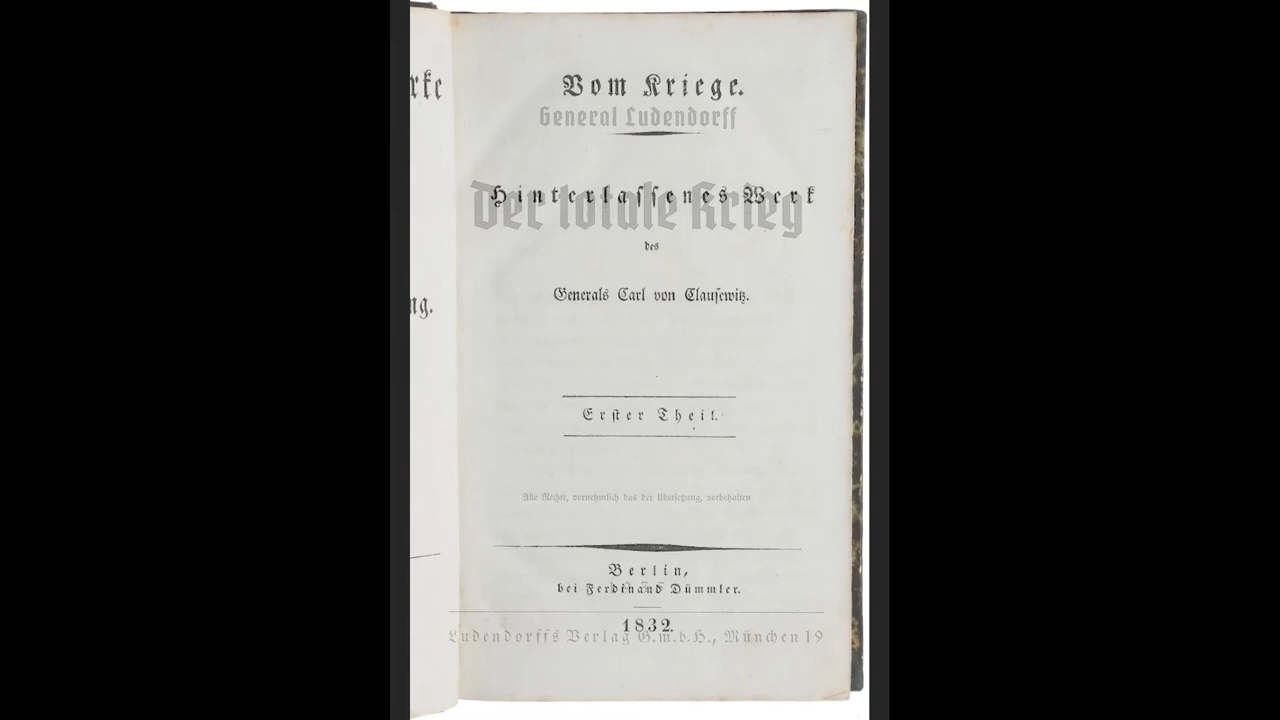 rke
ng.
Vom Kriege.
General Ludendorff
Hinterlassenes Werk
Der totale Krieg
des
Generals Carl von Clausewitz.
Erster Theil.
Alle Rechte, vornehmlich das der Übersetzung, vorbehalten
Berlin,
bei Ferdinand Dümmler.
1832.
Ludendorffs Verlag G.m.b.H., München 19